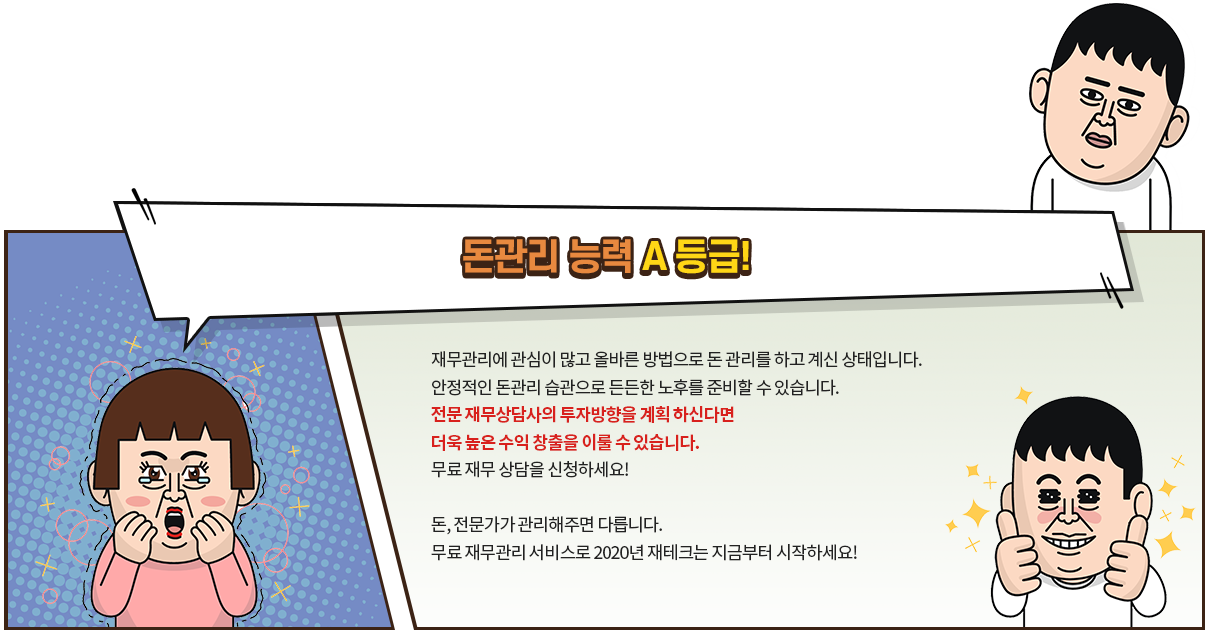 돈관리 능력 A 등급!
재무관리에 관심이 많고 올바른 방법으로 돈 관리를 하고 계신 상태입니다.
안정적인 돈관리 습관으로 든든한 노후를 준비할 수 있습니다.
전문 재무상담사의 투자방향을 계획 하신다면
더욱 높은 수익 창출을 이룰 수 있습니다.
무료 재무 상담을 신청하세요!
돈, 전문가가 관리해주면 다릅니다.
무료 재무관리 서비스로 2020년 재테크는 지금부터 시작하세요!